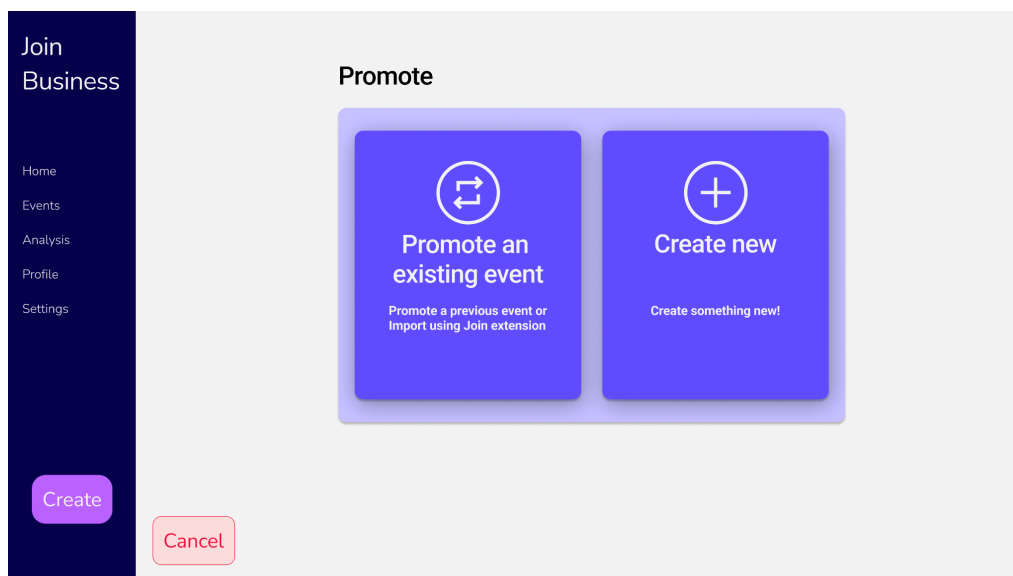 Join
Business
Home
Events
Analysis
Profile
Settings
Create
Promote
Promote an
existing event
Promote a previous event or
Import using Join extension
Create new
Create something new!
Cancel